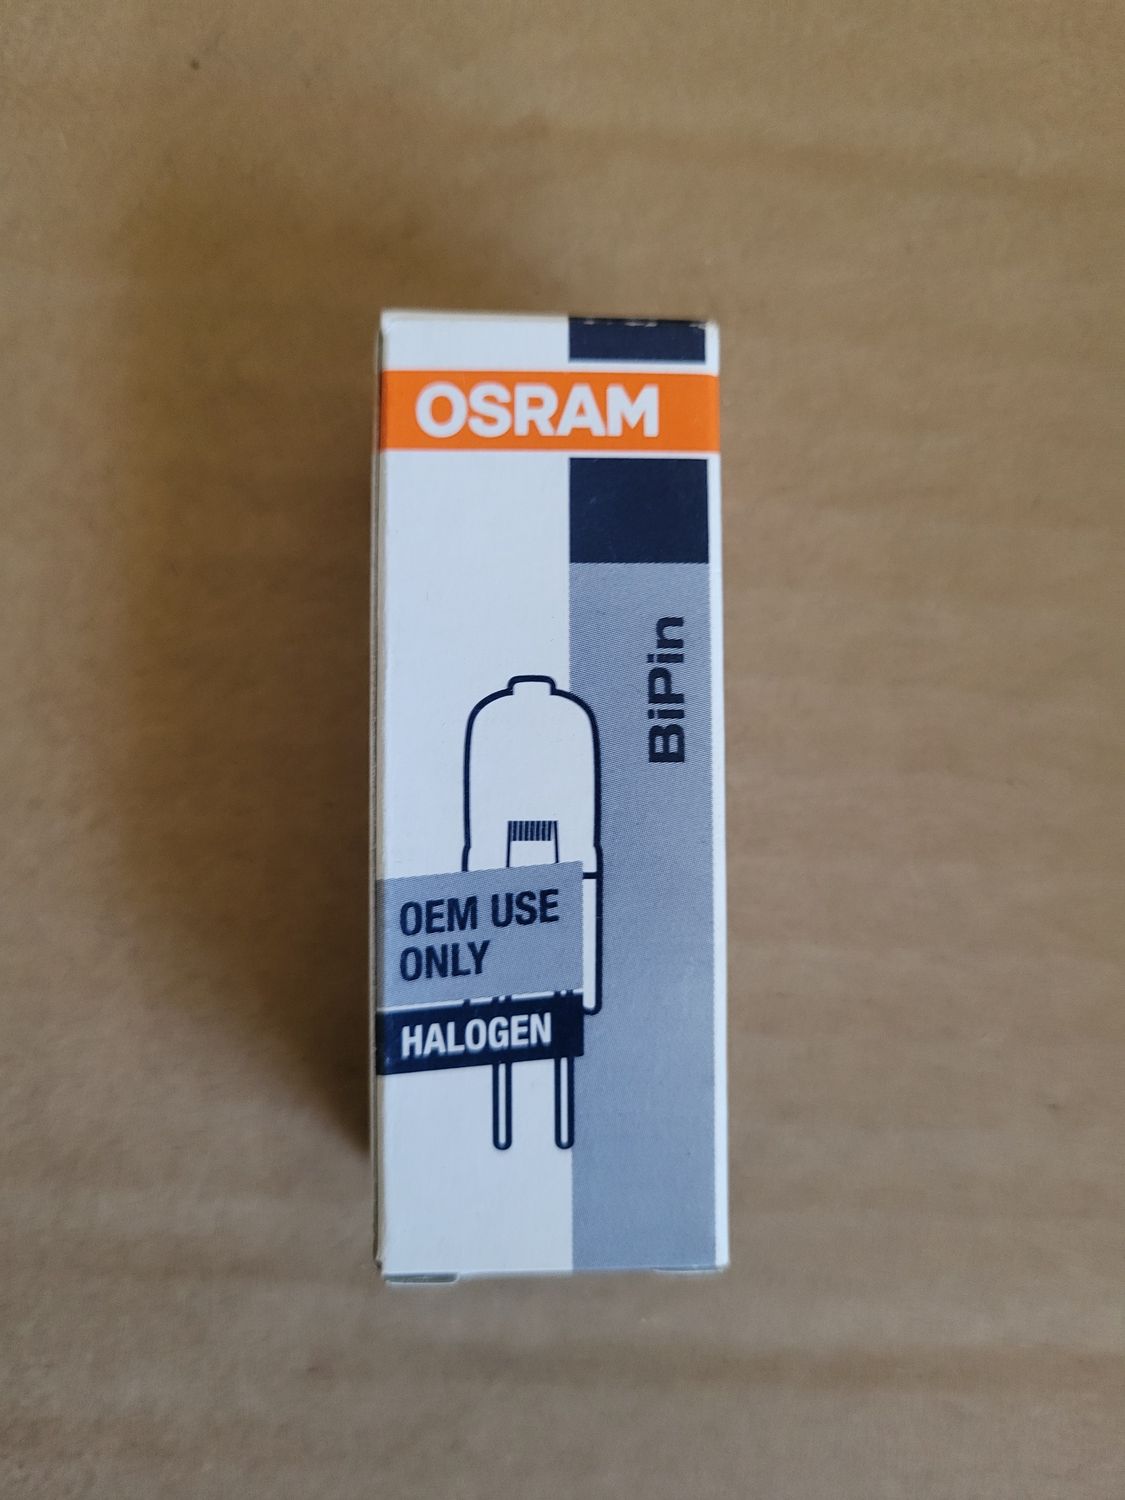 OSRAM
BiPin
OEM USE
ONLY
HALOGEN